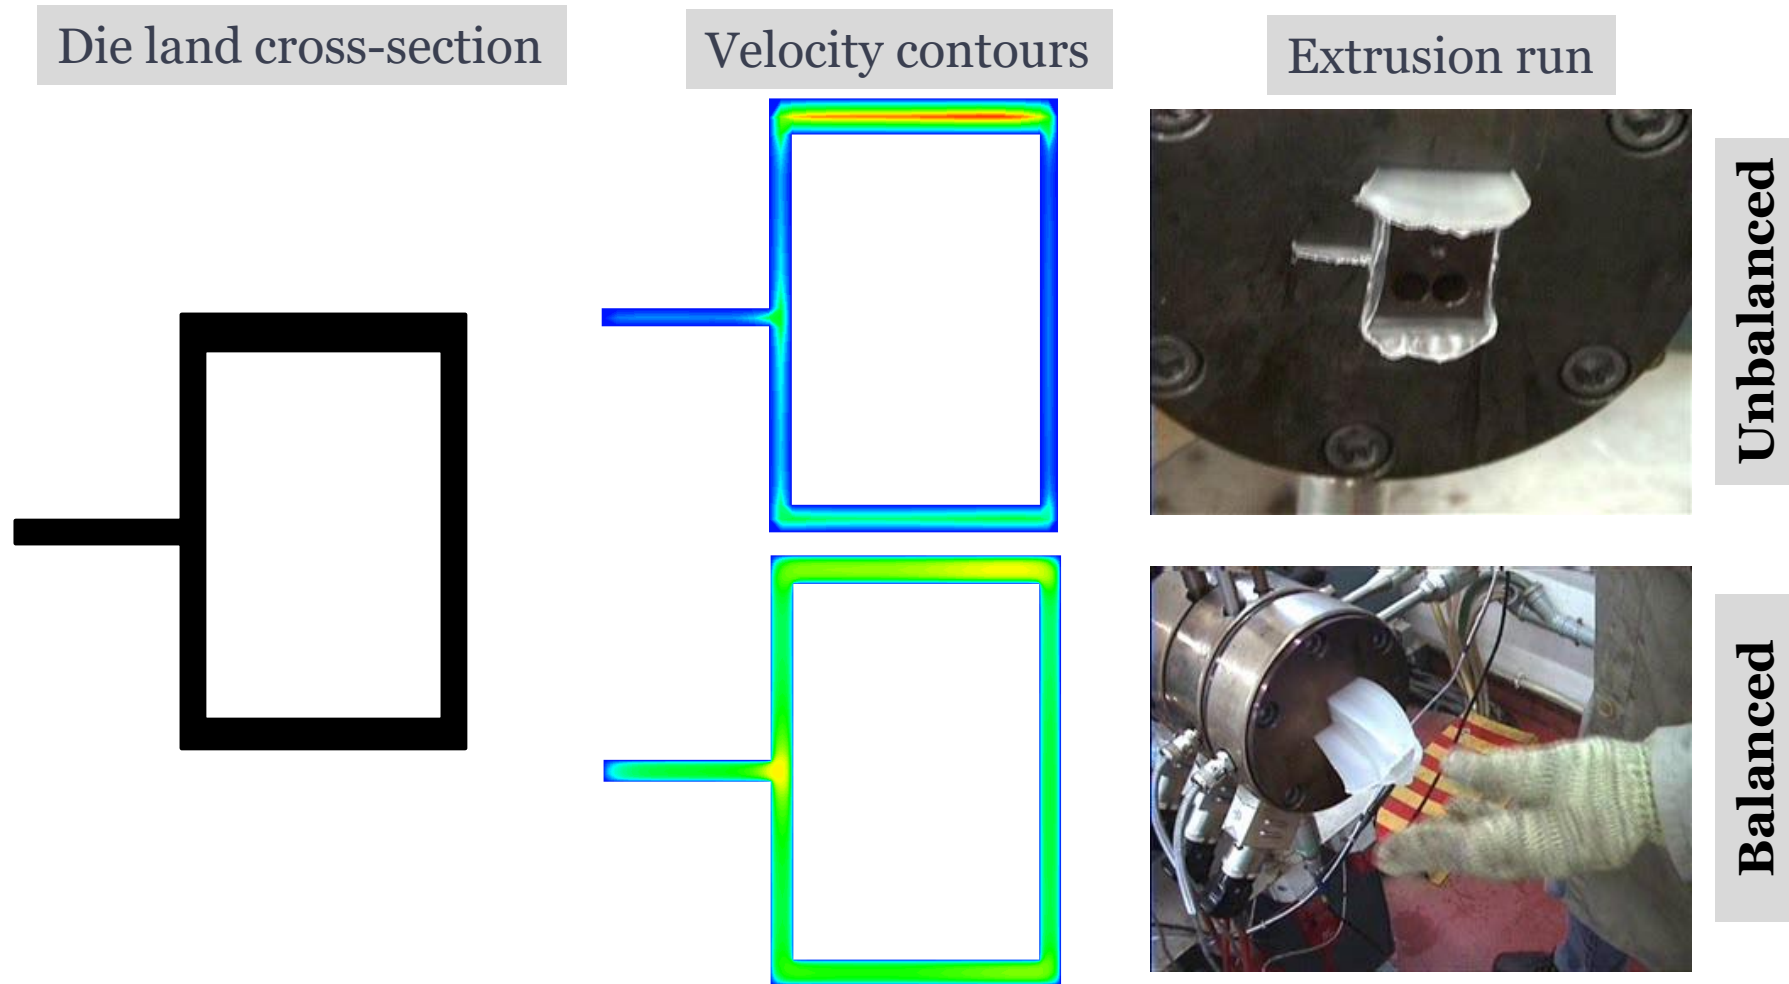 Die land cross-section
Velocity contours
Extrusion run
Unbalanced
Balanced